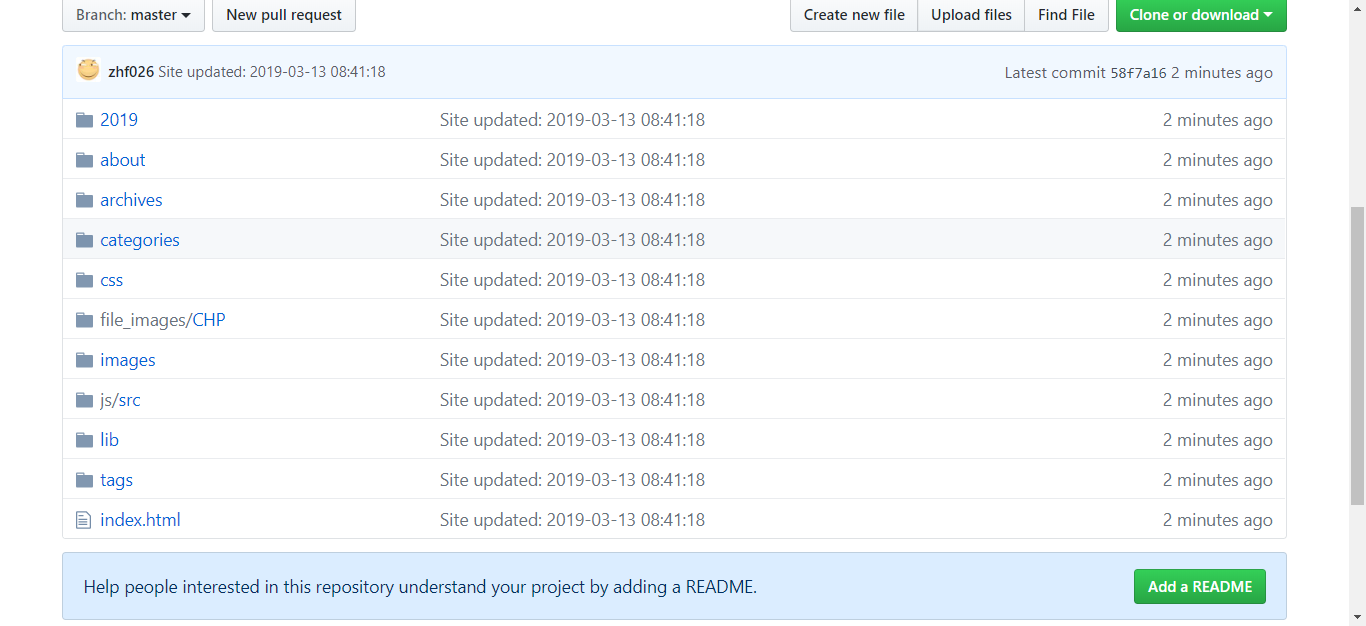 Branch: master New pull request Create new file Upload files Find File Clone or download
zhf026 Site updated: 2019-03-13 08:41:18 Latest commit 58f7a16 2 minutes ago
2019 Site updated: 2019-03-13 08:41:18 2 minutes ago
about Site updated: 2019-03-13 08:41:18 2 minutes ago
archives Site updated: 2019-03-13 08:41:18 2 minutes ago
categories Site updated: 2019-03-13 08:41:18 2 minutes ago
css Site updated: 2019-03-13 08:41:18 2 minutes ago
file_images/CHP Site updated: 2019-03-13 08:41:18 2 minutes ago
images Site updated: 2019-03-13 08:41:18 2 minutes ago
js/src Site updated: 2019-03-13 08:41:18 2 minutes ago
lib Site updated: 2019-03-13 08:41:18 2 minutes ago
tags Site updated: 2019-03-13 08:41:18 2 minutes ago
index.html Site updated: 2019-03-13 08:41:18 2 minutes ago
Help people interested in this repository understand your project by adding a README. Add a README